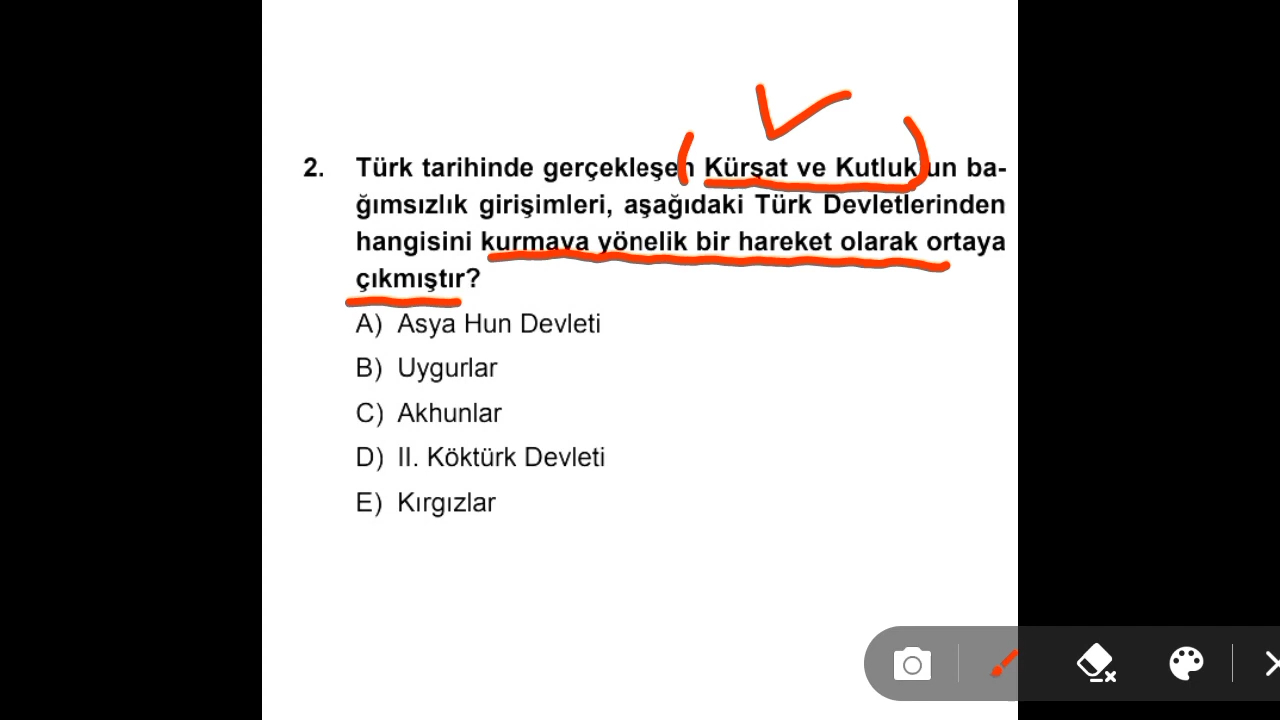 2. Türk tarihinde gerçekleşen Kürşat ve Kutluk'un ba-
ğımsızlık girişimleri, aşağıdaki Türk Devletlerinden
hangisini kurmaya yönelik bir hareket olarak ortaya
çıkmıştır?
A) Asya Hun Devleti
B) Uygurlar
C) Akhunlar
D) II. Köktürk Devleti
E) Kırgızlar